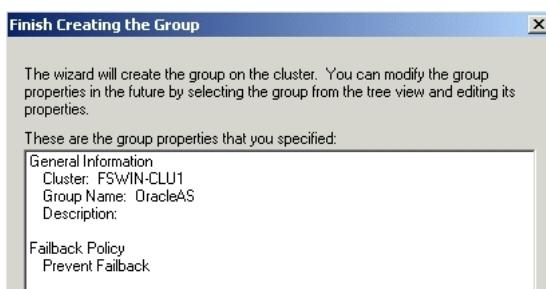 Finish Creating the Group
The wizard will create the group on the cluster. You can modify the group
properties in the future by selecting the group from the tree view and editing its
properties.
These are the group properties that you specified:
General Information
Cluster: FSWIN-CLU1
Group Name: OracleAS
Description:
Failback Policy
Prevent Failback